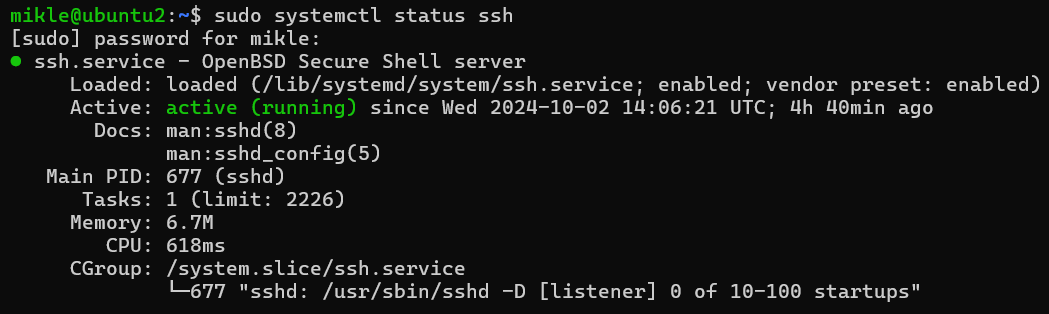 mikle@ubuntu2:~$ sudo systemctl status ssh
[sudo] password for mikle:
● ssh.service - OpenBSD Secure Shell server
     Loaded: loaded (/lib/systemd/system/ssh.service; enabled; vendor preset: enabled)
     Active: active (running) since Wed 2024-10-02 14:06:21 UTC; 4h 40min ago
       Docs: man:sshd(8)
             man:sshd_config(5)
   Main PID: 677 (sshd)
      Tasks: 1 (limit: 2226)
     Memory: 6.7M
        CPU: 618ms
     CGroup: /system.slice/ssh.service
             └─677 "sshd: /usr/sbin/sshd -D [listener] 0 of 10-100 startups"